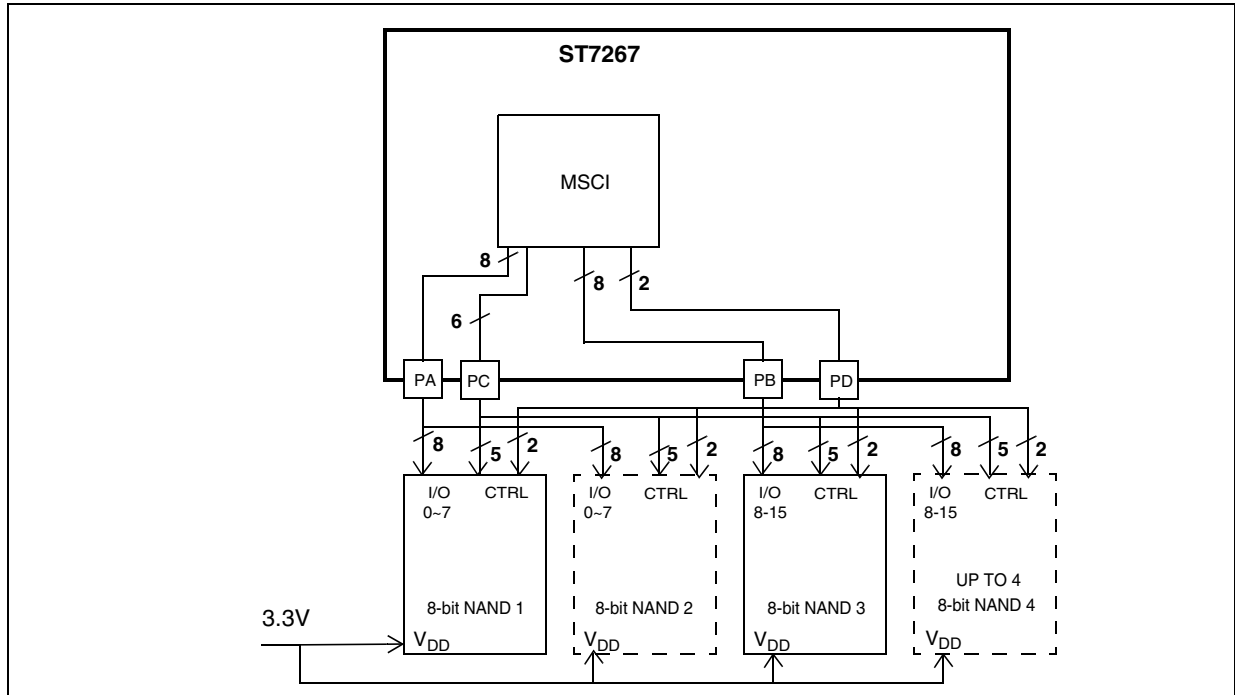 ST7267
MSCI
8
8
2
6
PA
PC
PB
PD
8
5
2
8
5
2
8
5
2
8
5
2
I/O
0~7
CTRL
I/O
0~7
CTRL
I/O
8-15
CTRL
I/O
8-15
CTRL
UP TO 4
8-bit NAND 1
8-bit NAND 2
8-bit NAND 3
8-bit NAND 4
3.3V
VDD
VDD
VDD
VDD